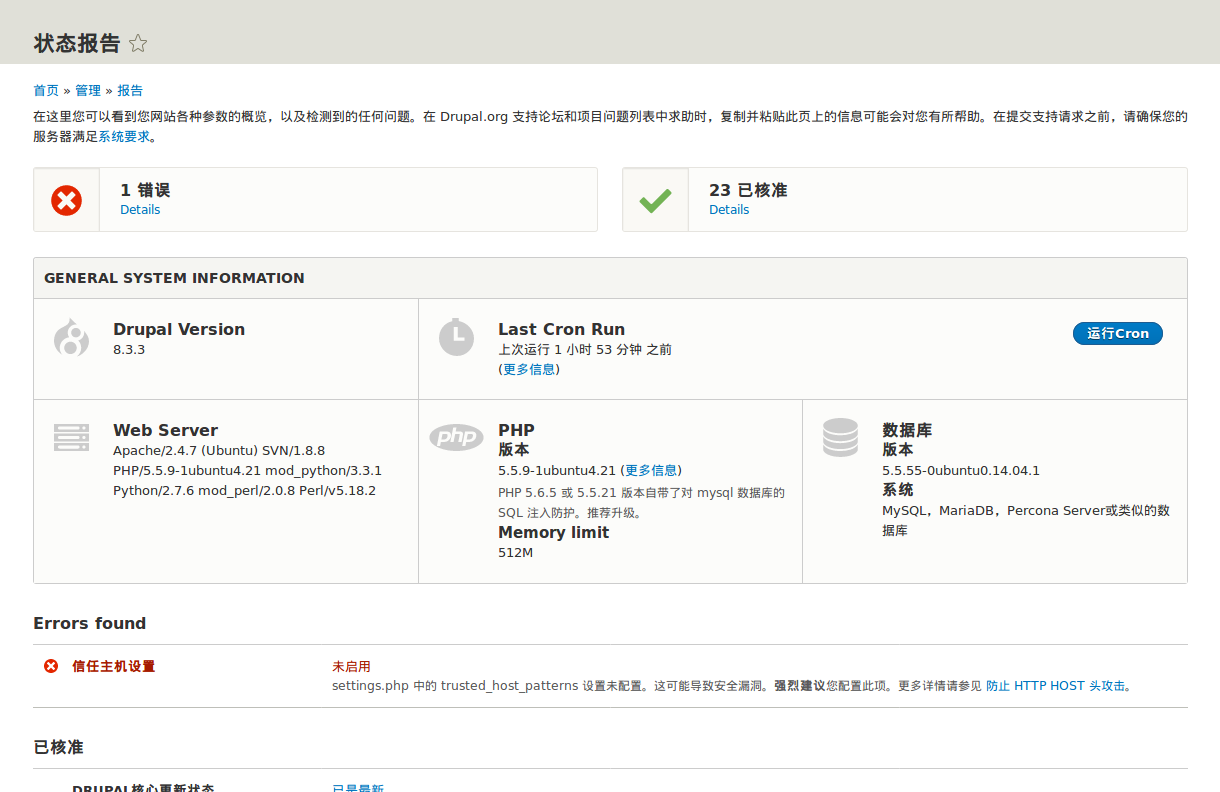 状态报告
首页 » 管理 » 报告
在这里您可以看到您网站各种参数的概览，以及检测到的任何问题。在 Drupal.org 支持论坛和项目问题列表中求助时，复制并粘贴此页上的信息可能会对您有所帮助。在提交支持请求之前，请确保您的
服务器满足系统要求。
1 错误
Details
23 已核准
Details
GENERAL SYSTEM INFORMATION
Drupal Version
8.3.3
Last Cron Run
上次运行 1 小时 53 分钟 之前
(更多信息)
运行Cron
Web Server
Apache/2.4.7 (Ubuntu) SVN/1.8.8
PHP/5.5.9-1ubuntu4.21 mod_python/3.3.1
Python/2.7.6 mod_perl/2.0.8 Perl/v5.18.2
php
PHP
版本
5.5.9-1ubuntu4.21 (更多信息)
PHP 5.6.5 或 5.5.21 版本自带了对 mysql 数据库的
SQL 注入防护。推荐升级。
Memory limit
512M
数据库
版本
5.5.55-0ubuntu0.14.04.1
系统
MySQL，MariaDB，Percona Server或类似的数
据库
Errors found
信任主机设置
未启用
settings.php 中的 trusted_host_patterns 设置未配置。这可能导致安全漏洞。强烈建议您配置此项。更多详情请参见 防止 HTTP HOST 头攻击。
已核准
DRUPAL核心更新状态
已是最新